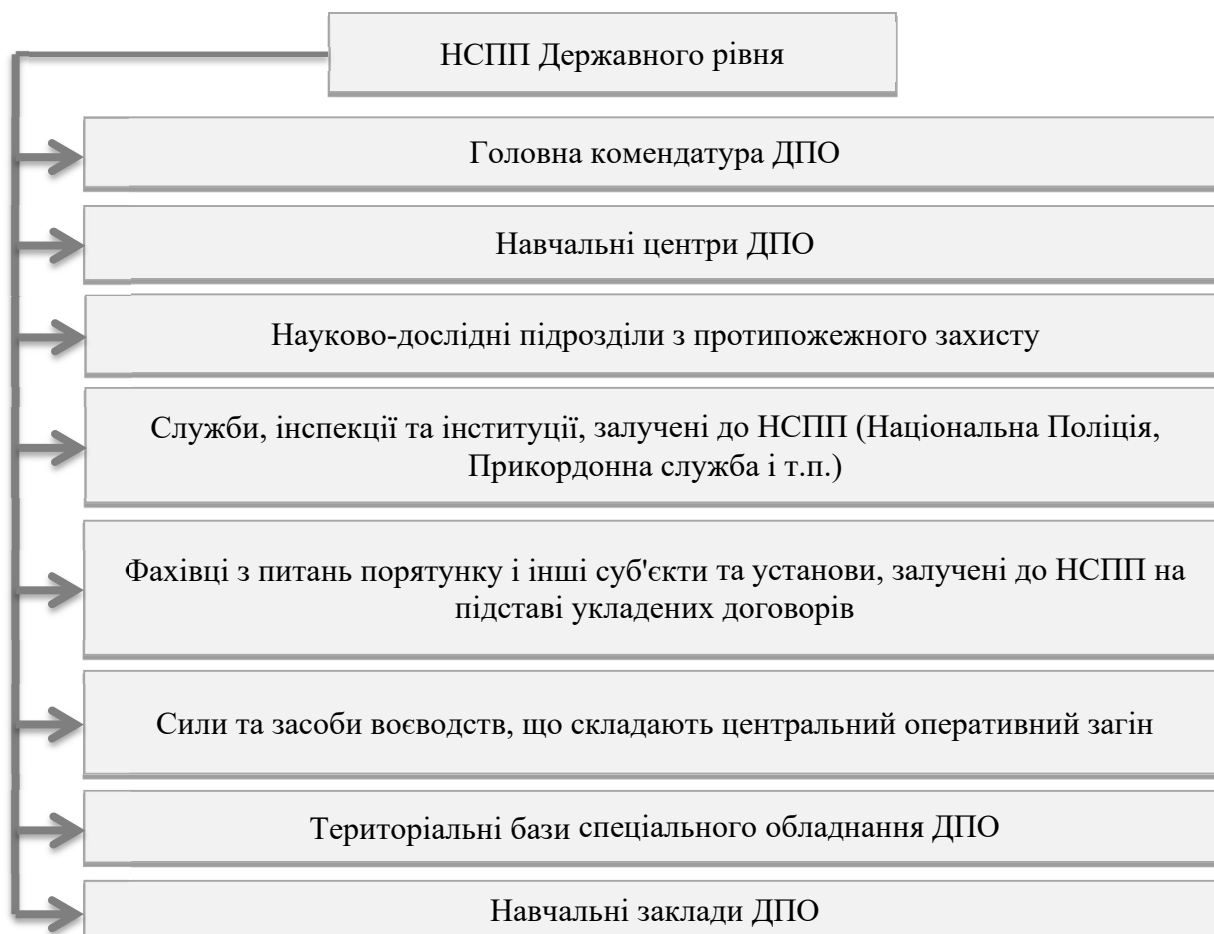 НСПП Державного рівня
Головна комендатура ДПО
Навчальні центри ДПО
Науково-дослідні підрозділи з протипожежного захисту
Служби, інспекції та інституції, залучені до НСПП (Національна Поліція,
Прикордонна служба і т.п.)
Фахівці з питань порятунку і інші суб'єкти та установи, залучені до НСПП на
підставі укладених договорів
Сили та засоби воєводств, що складають центральний оперативний загін
Територіальні бази спеціального обладнання ДПО
Навчальні заклади ДПО